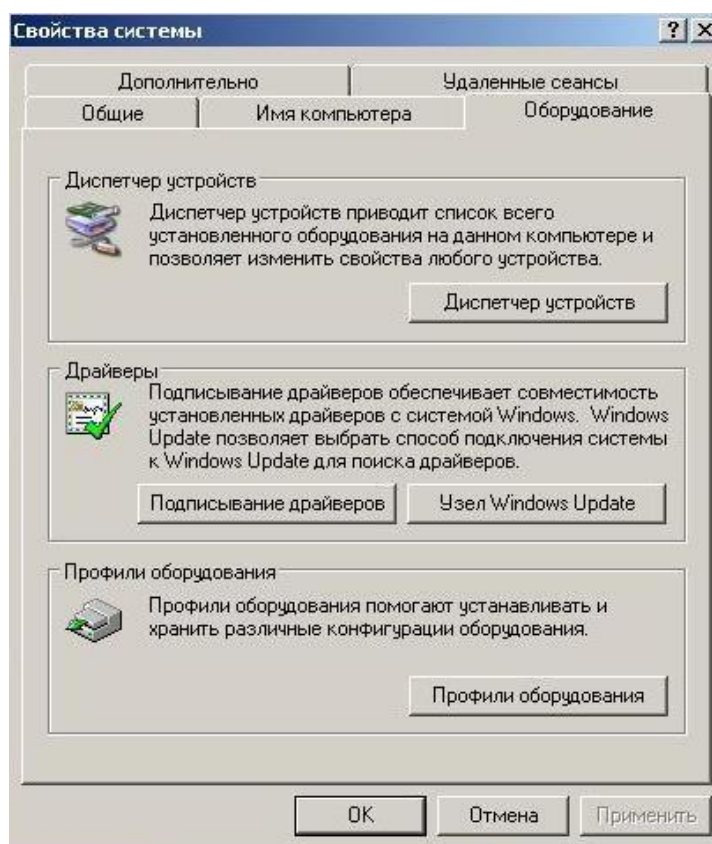 Свойства системы
Дополнительно
Удаленные сеансы
Общие
Имя компьютера
Оборудование
Диспетчер устройств
Диспетчер устройств приводит список всего
установленного оборудования на данном компьютере и
позволяет изменить свойства любого устройства.
Диспетчер устройств
Драйверы
Подписывание драйверов обеспечивает совместимость
установленных драйверов с системой Windows. Windows
Update позволяет выбрать способ подключения системы
к Windows Update для поиска драйверов.
Подписывание драйверов
Узел Windows Update
Профили оборудования
Профили оборудования помогают устанавливать и
хранить различные конфигурации оборудования.
Профили оборудования
OK
Отмена
Применить